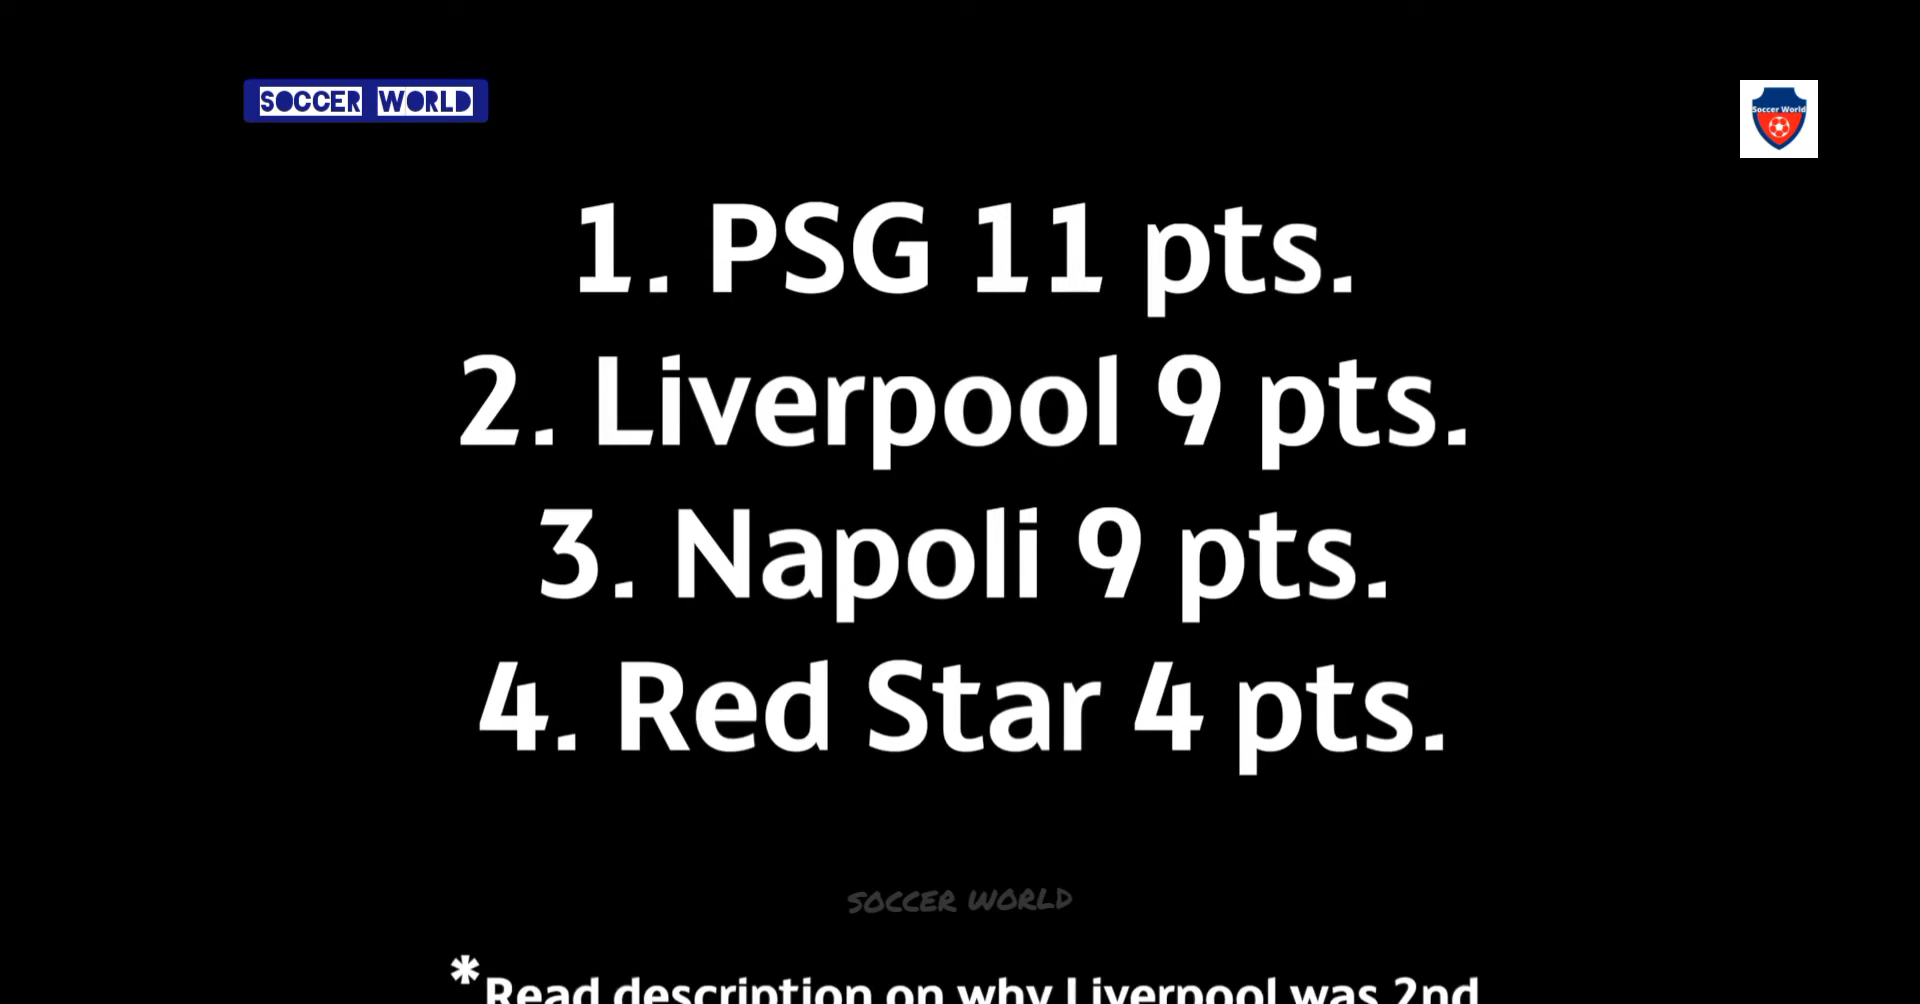 SOCCER WORLD
Soccer World
1. PSG 11 pts.
2. Liverpool 9 pts.
3. Napoli 9 pts.
4. Red Star 4 pts.
SOCCER WORLD
*Read description on why Liverpool was 2nd